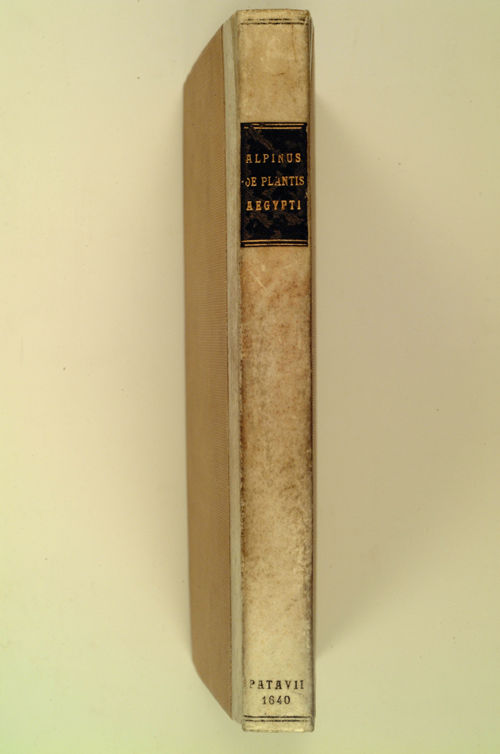 ALPINUS
DE PLANTIS
AEGYPTI
PATAVII
1640